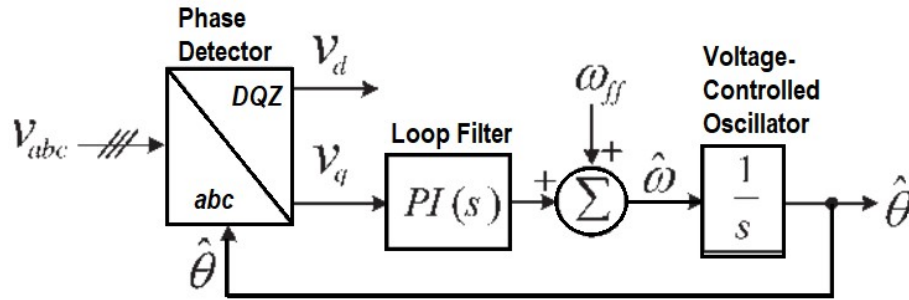 Phase
Detector
v_d
DQZ
v_abc
abc
v_q
θ̂
Loop Filter
PI(s)
ω_ff
+
+
Σ
ω̂
Voltage-
Controlled
Oscillator
1
s
θ̂